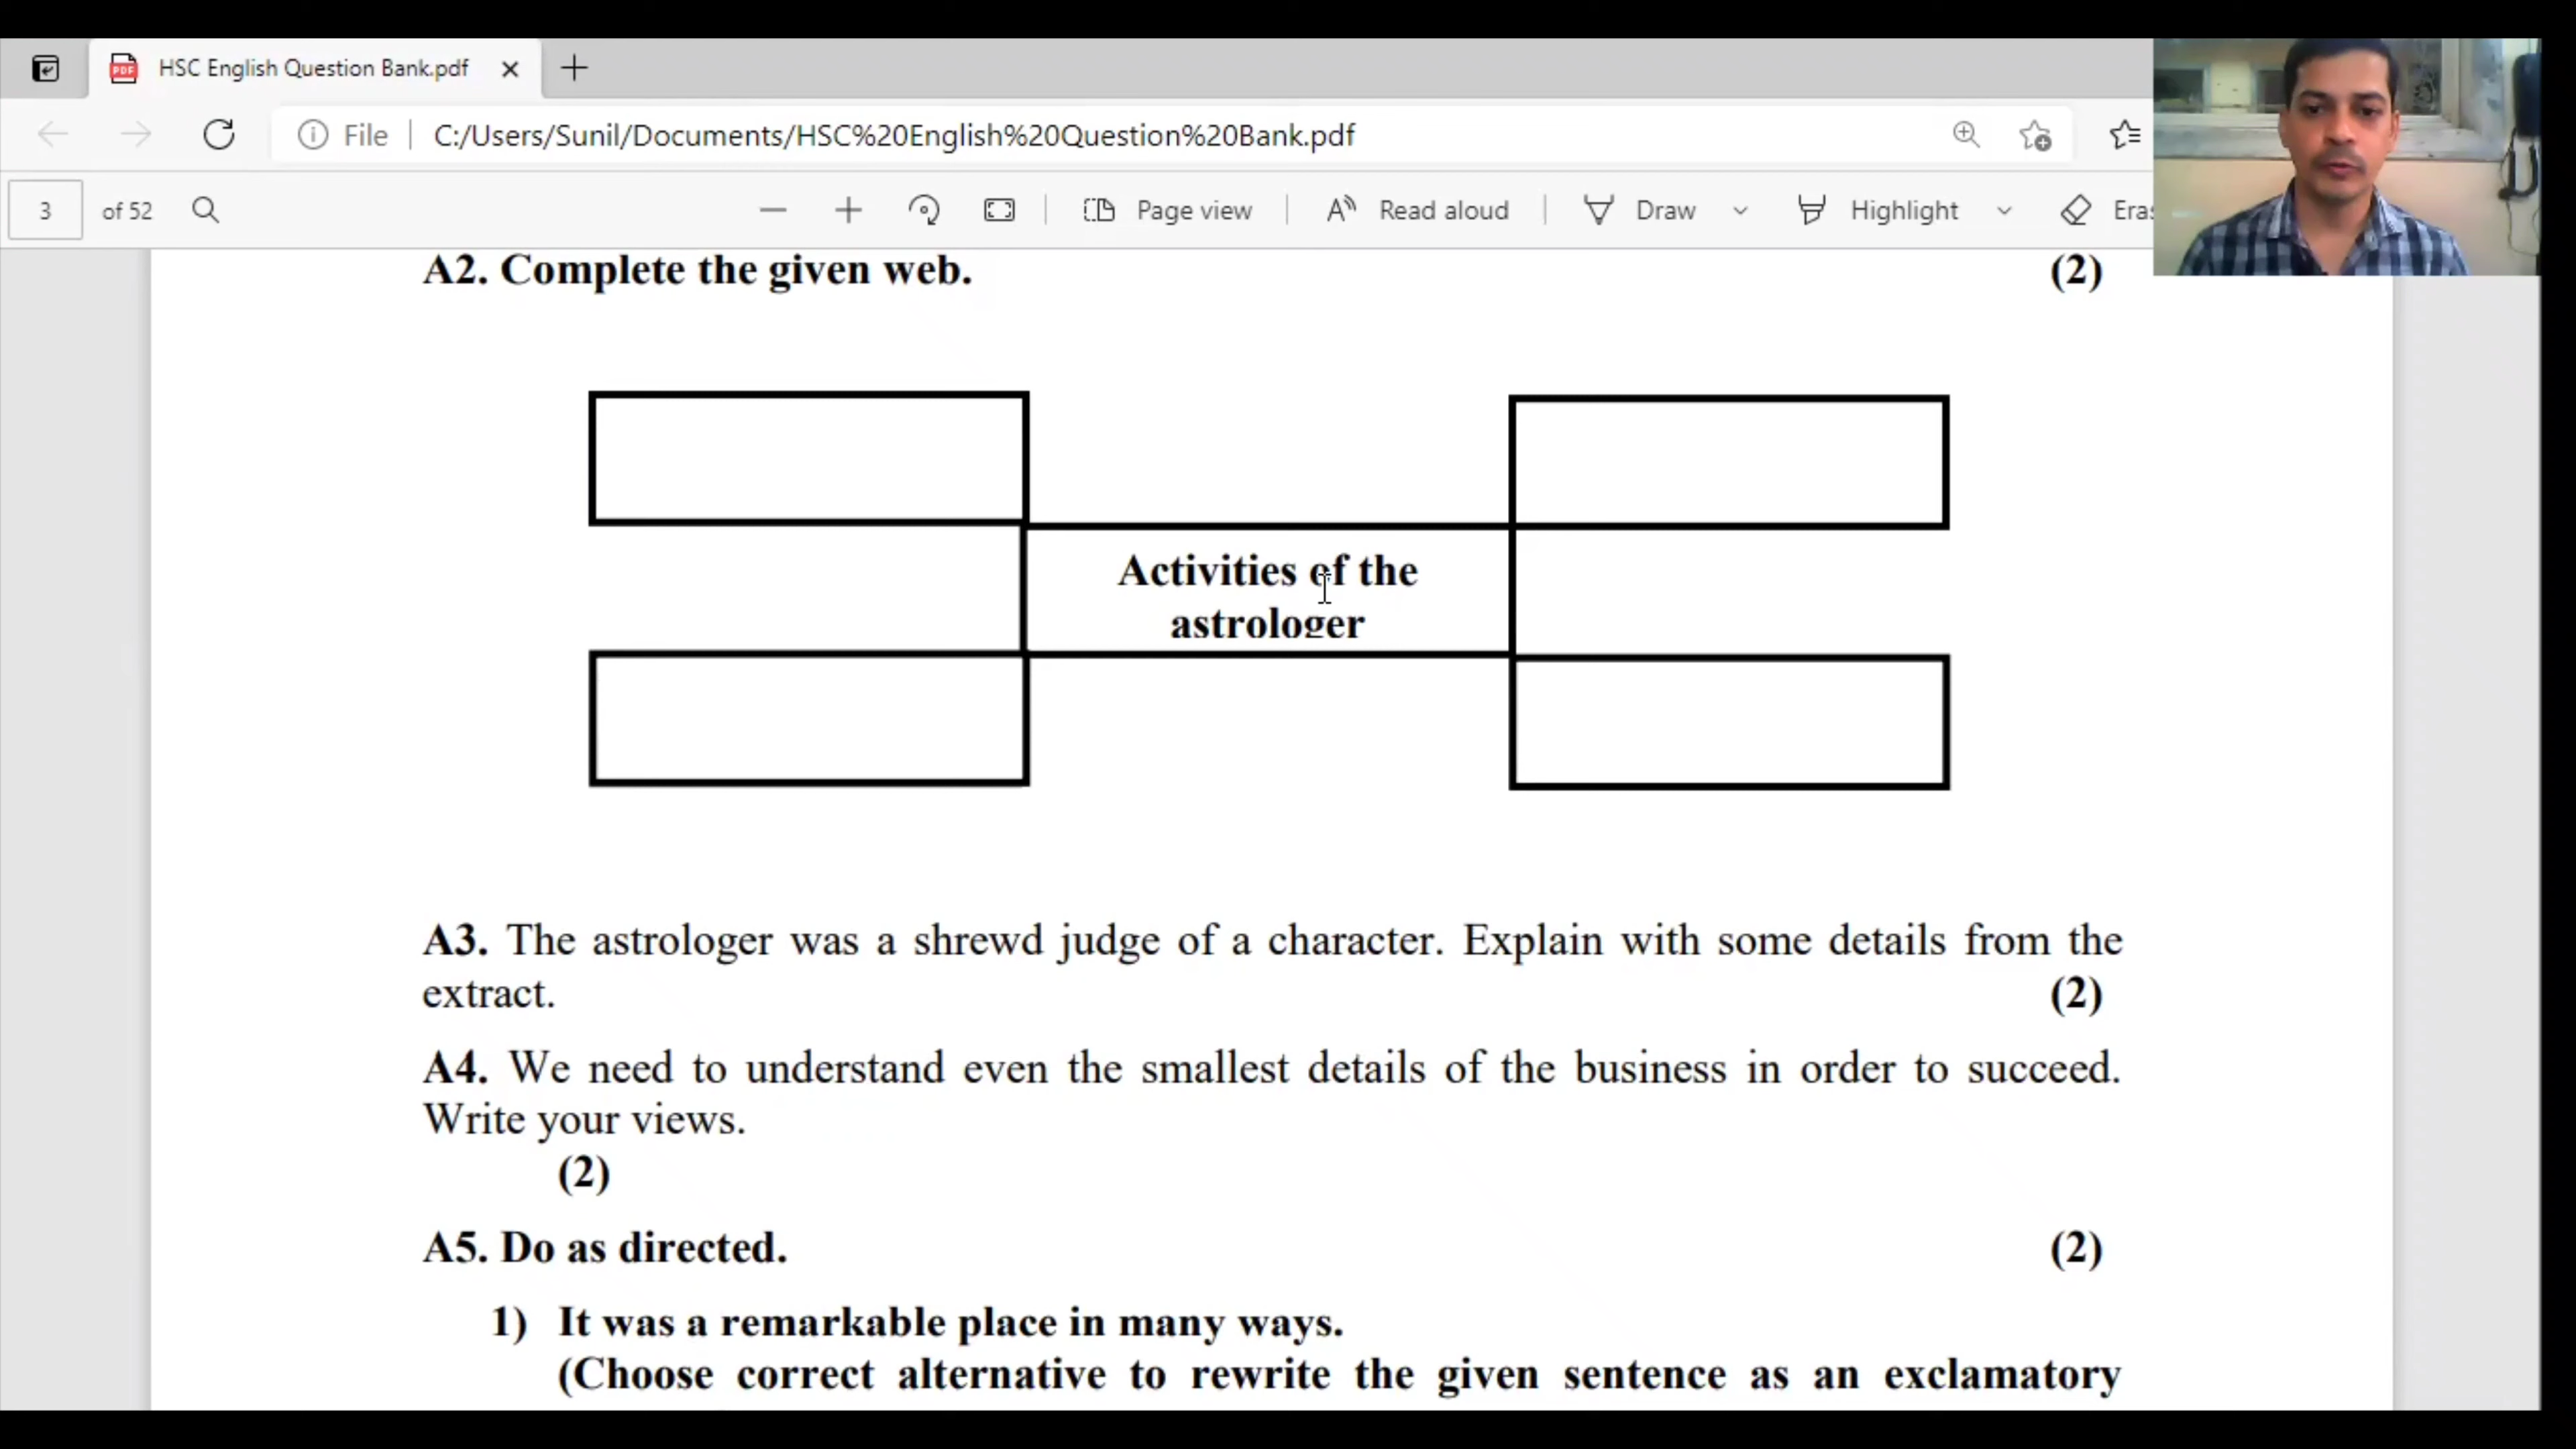 HSC English Question Bank.pdf
File C:/Users/Sunil/Documents/HSC%20English%20Question%20Bank.pdf
3 of 52 Page view Read aloud Draw Highlight Eras
A2. Complete the given web. (2)
Activities of the
astrologer
A3. The astrologer was a shrewd judge of a character. Explain with some details from the
extract. (2)
A4. We need to understand even the smallest details of the business in order to succeed.
Write your views.
(2)
A5. Do as directed. (2)
1) It was a remarkable place in many ways.
(Choose correct alternative to rewrite the given sentence as an exclamatory